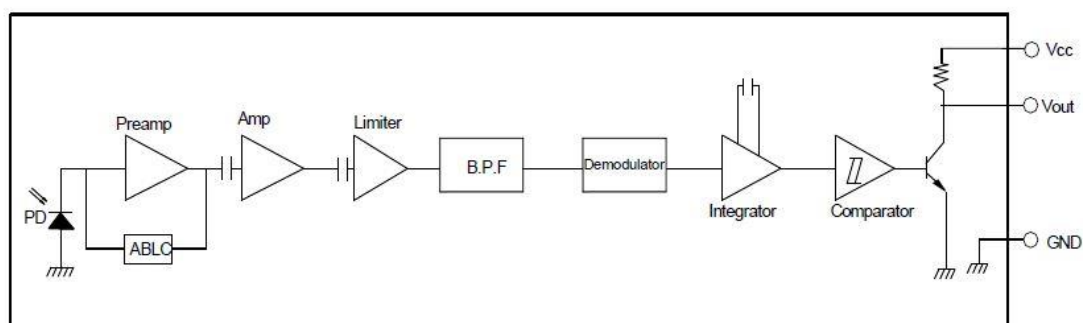 Vcc
Vout
Preamp
Amp
Limiter
B.P.F
Demodulator
Integrator
Comparator
PD
ABLC
GND